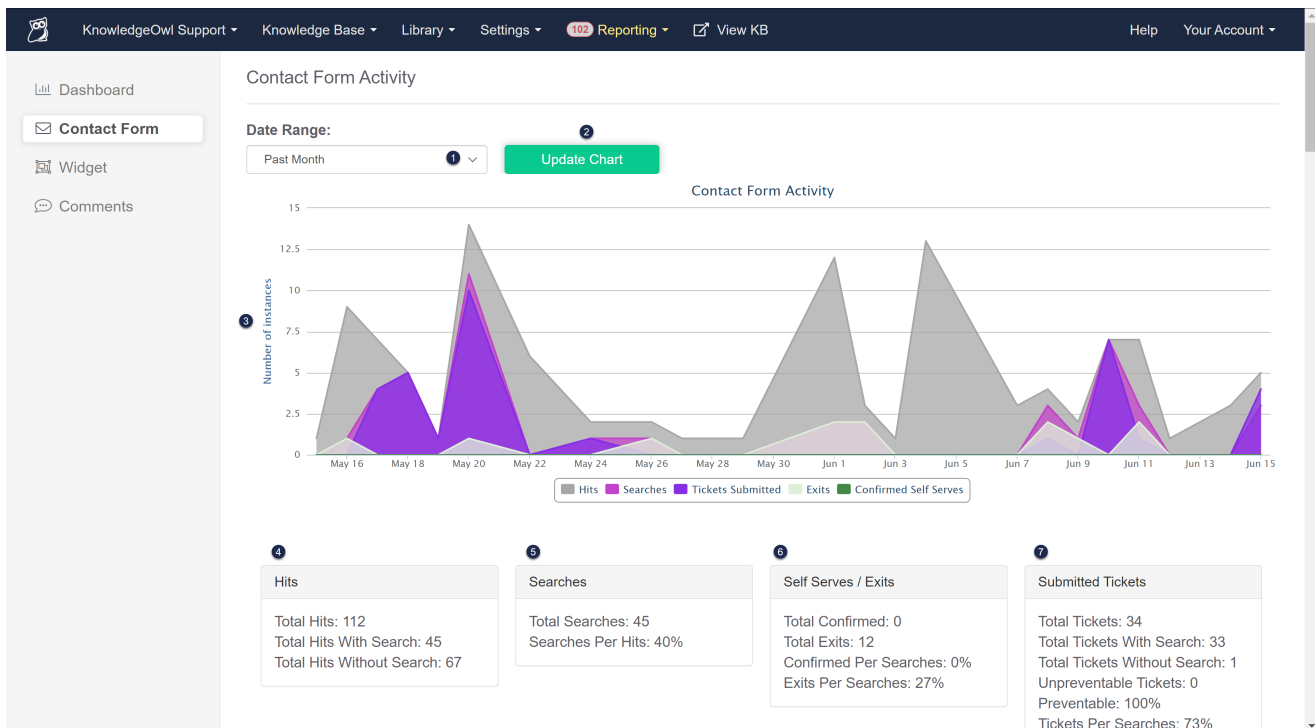 KnowledgeOwl Support Knowledge Base Library Settings 102 Reporting View KB Help Your Account
Dashboard
Contact Form
Widget
Comments
Contact Form Activity
Date Range:
2
Past Month 1 Update Chart
Contact Form Activity
15
12.5
10
7.5
5
2.5
0
3 Number of instances
May 16 May 18 May 20 May 22 May 24 May 26 May 28 May 30 Jun 1 Jun 3 Jun 5 Jun 7 Jun 9 Jun 11 Jun 13 Jun 15
Hits Searches Tickets Submitted Exits Confirmed Self Serves
4
Hits
Total Hits: 112
Total Hits With Search: 45
Total Hits Without Search: 67
5
Searches
Total Searches: 45
Searches Per Hits: 40%
6
Self Serves / Exits
Total Confirmed: 0
Total Exits: 12
Confirmed Per Searches: 0%
Exits Per Searches: 27%
7
Submitted Tickets
Total Tickets: 34
Total Tickets With Search: 33
Total Tickets Without Search: 1
Unpreventable Tickets: 0
Preventable: 100%
Tickets Per Searches: 73%